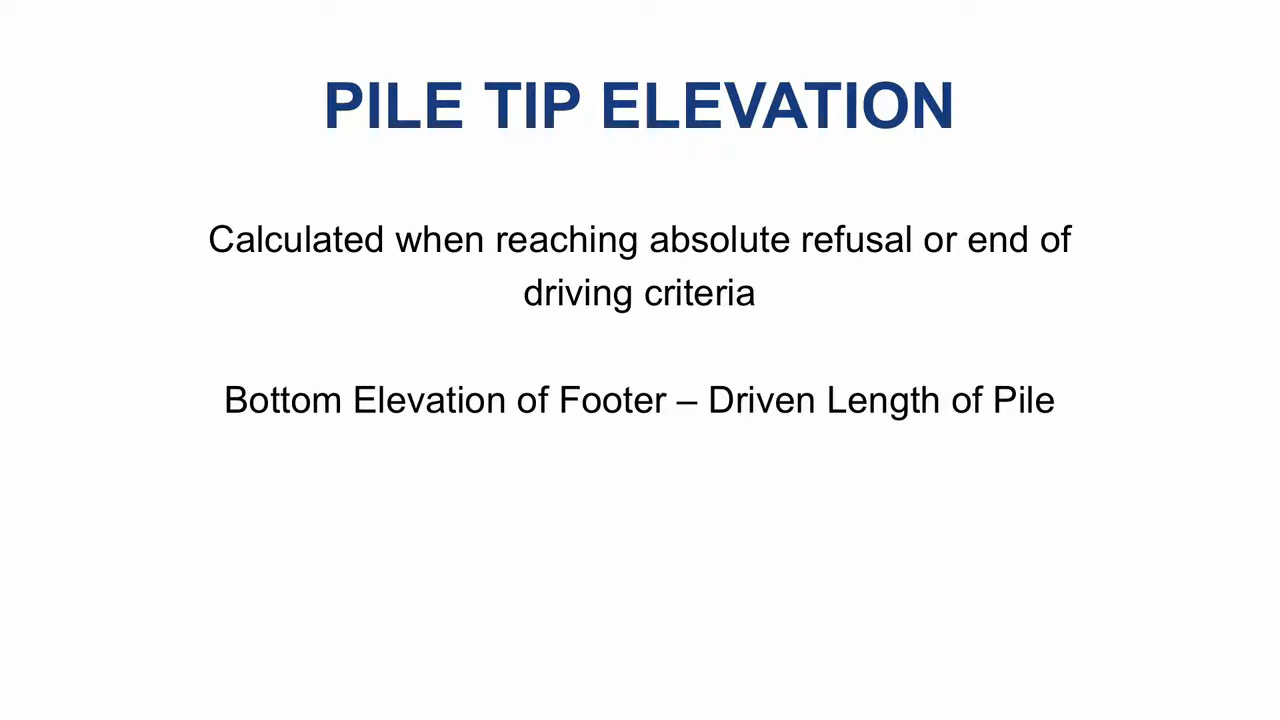 PILE TIP ELEVATION
Calculated when reaching absolute refusal or end of
driving criteria
Bottom Elevation of Footer – Driven Length of Pile